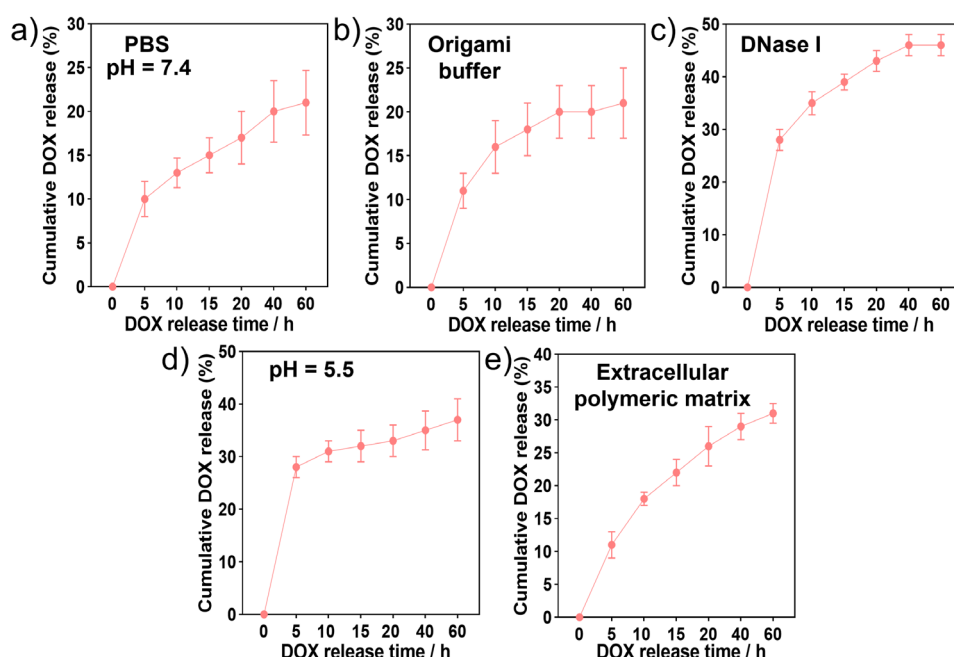 a)
PBS
pH = 7.4
Cumulative DOX release (%)
30
25
20
15
10
5
0
0 5 10 15 20 40 60
DOX release time / h
b)
Origami
buffer
Cumulative DOX release (%)
30
25
20
15
10
5
0
0 5 10 15 20 40 60
DOX release time / h
c)
DNase I
Cumulative DOX release (%)
50
40
30
20
10
0
0 5 10 15 20 40 60
DOX release time / h
d)
pH = 5.5
Cumulative DOX release (%)
50
40
30
20
10
0
0 5 10 15 20 40 60
DOX release time / h
e)
Extracellular
polymeric matrix
Cumulative DOX release (%)
40
35
30
25
20
15
10
5
0
0 5 10 15 20 40 60
DOX release time / h